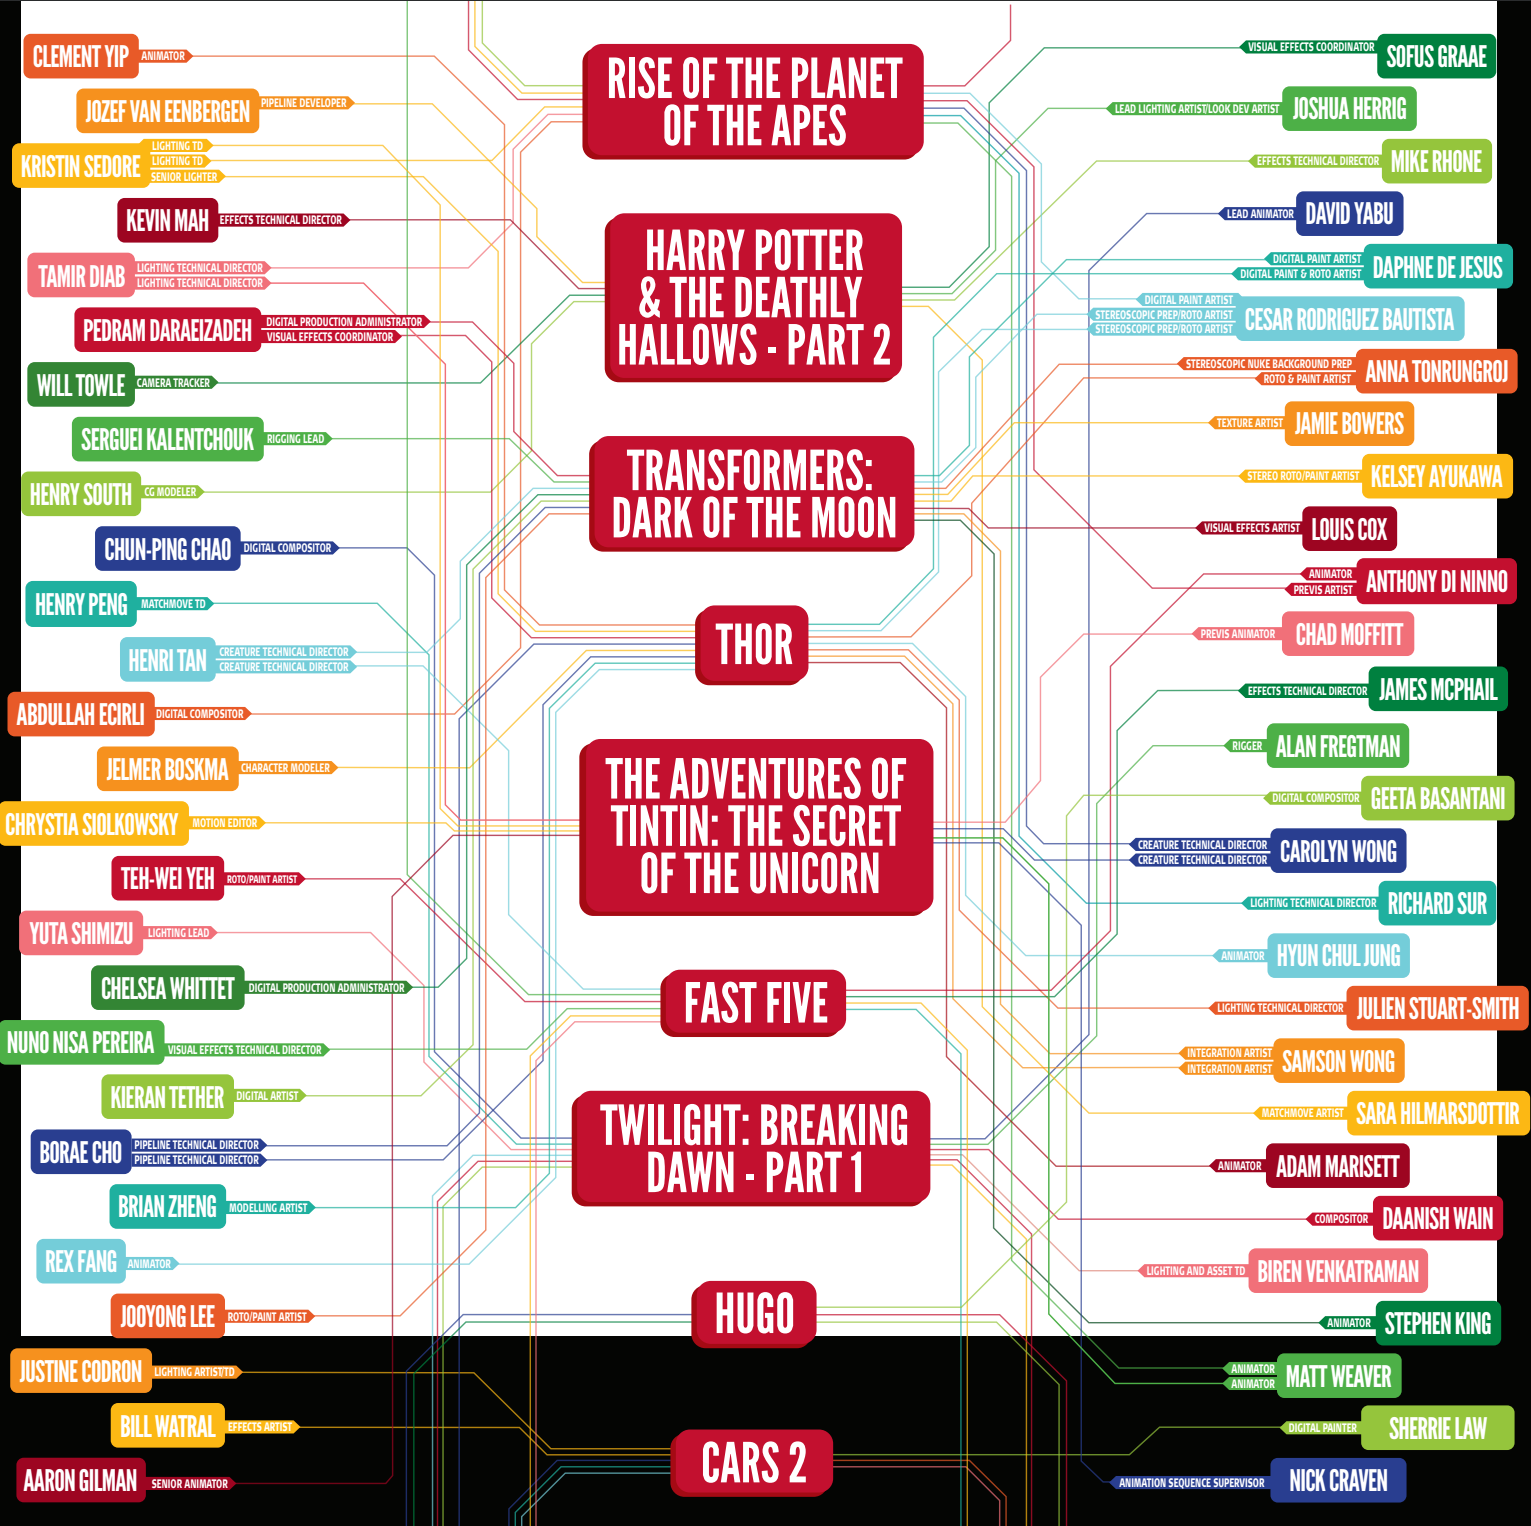 CLEMENT YIP
ANIMATOR
JOZEF VAN EENBERGEN
PIPELINE DEVELOPER
KRISTIN SEDORE
LIGHTING TD
LIGHTING TD
SENIOR LIGHTER
KEVIN MAH
EFFECTS TECHNICAL DIRECTOR
TAMIR DIAB
LIGHTING TECHNICAL DIRECTOR
LIGHTING TECHNICAL DIRECTOR
PEDRAM DARAEIZADEH
DIGITAL PRODUCTION ADMINISTRATOR
VISUAL EFFECTS COORDINATOR
WILL TOWLE
CAMERA TRACKER
SERGUEI KALENTCHOUK
RIGGING LEAD
HENRY SOUTH
CG MODELER
CHUN-PING CHAO
DIGITAL COMPOSITOR
HENRY PENG
MATCHMOVE TD
HENRI TAN
CREATURE TECHNICAL DIRECTOR
CREATURE TECHNICAL DIRECTOR
ABDULLAH ECIRLI
DIGITAL COMPOSITOR
JELMER BOSKMA
CHARACTER MODELER
CHRYSTIA SIOLKOWSKY
MOTION EDITOR
TEH-WEI YEH
ROTO/PAINT ARTIST
YUTA SHIMIZU
LIGHTING LEAD
CHELSEA WHITTET
DIGITAL PRODUCTION ADMINISTRATOR
NUNO NISA PEREIRA
VISUAL EFFECTS TECHNICAL DIRECTOR
KIERAN TETHER
DIGITAL ARTIST
BORAE CHO
PIPELINE TECHNICAL DIRECTOR
PIPELINE TECHNICAL DIRECTOR
BRIAN ZHENG
MODELLING ARTIST
REX FANG
ANIMATOR
JOOYONG LEE
ROTO/PAINT ARTIST
JUSTINE CODRON
LIGHTING ARTIST/TD
BILL WATRAL
EFFECTS ARTIST
AARON GILMAN
SENIOR ANIMATOR
RISE OF THE PLANET
OF THE APES
HARRY POTTER
& THE DEATHLY
HALLOWS - PART 2
TRANSFORMERS:
DARK OF THE MOON
THOR
THE ADVENTURES OF
TINTIN: THE SECRET
OF THE UNICORN
FAST FIVE
TWILIGHT: BREAKING
DAWN - PART 1
HUGO
CARS 2
VISUAL EFFECTS COORDINATOR
SOFUS GRAAE
LEAD LIGHTING ARTIST/LOOK DEV ARTIST
JOSHUA HERRIG
EFFECTS TECHNICAL DIRECTOR
MIKE RHONE
LEAD ANIMATOR
DAVID YABU
DIGITAL PAINT ARTIST
DIGITAL PAINT & ROTO ARTIST
DAPHNE DE JESUS
DIGITAL PAINT ARTIST
STEREOSCOPIC PREP/ROTO ARTIST
STEREOSCOPIC PREP/ROTO ARTIST
CESAR RODRIGUEZ BAUTISTA
STEREOSCOPIC NUKE BACKGROUND PREP
ROTO & PAINT ARTIST
ANNA TONRUNGROJ
TEXTURE ARTIST
JAMIE BOWERS
STEREO ROTO/PAINT ARTIST
KELSEY AYUKAWA
VISUAL EFFECTS ARTIST
LOUIS COX
ANIMATOR
PREVIS ARTIST
ANTHONY DI NINNO
PREVIS ANIMATOR
CHAD MOFFITT
EFFECTS TECHNICAL DIRECTOR
JAMES MCPHAIL
RIGGER
ALAN FREGTMAN
DIGITAL COMPOSITOR
GEETA BASANTANI
CREATURE TECHNICAL DIRECTOR
CREATURE TECHNICAL DIRECTOR
CAROLYN WONG
LIGHTING TECHNICAL DIRECTOR
RICHARD SUR
ANIMATOR
HYUN CHUL JUNG
LIGHTING TECHNICAL DIRECTOR
JULIEN STUART-SMITH
INTEGRATION ARTIST
INTEGRATION ARTIST
SAMSON WONG
MATCHMOVE ARTIST
SARA HILMARSDOTTIR
ANIMATOR
ADAM MARISETT
COMPOSITOR
DAANISH WAIN
LIGHTING AND ASSET TD
BIREN VENKATRAMAN
ANIMATOR
STEPHEN KING
ANIMATOR
ANIMATOR
MATT WEAVER
DIGITAL PAINTER
SHERRIE LAW
ANIMATION SEQUENCE SUPERVISOR
NICK CRAVEN